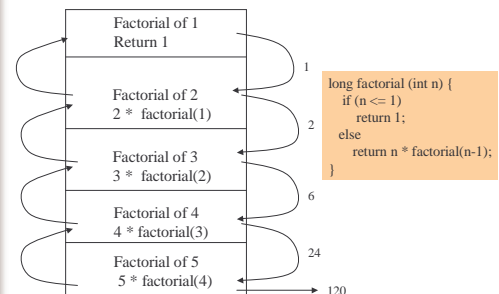 Factorial of 1
Return 1
1
Factorial of 2
2 * factorial(1)
2
Factorial of 3
3 * factorial(2)
6
Factorial of 4
4 * factorial(3)
24
Factorial of 5
5 * factorial(4)
120
long factorial (int n) {
if (n <= 1)
return 1;
else
return n * factorial(n-1);
}